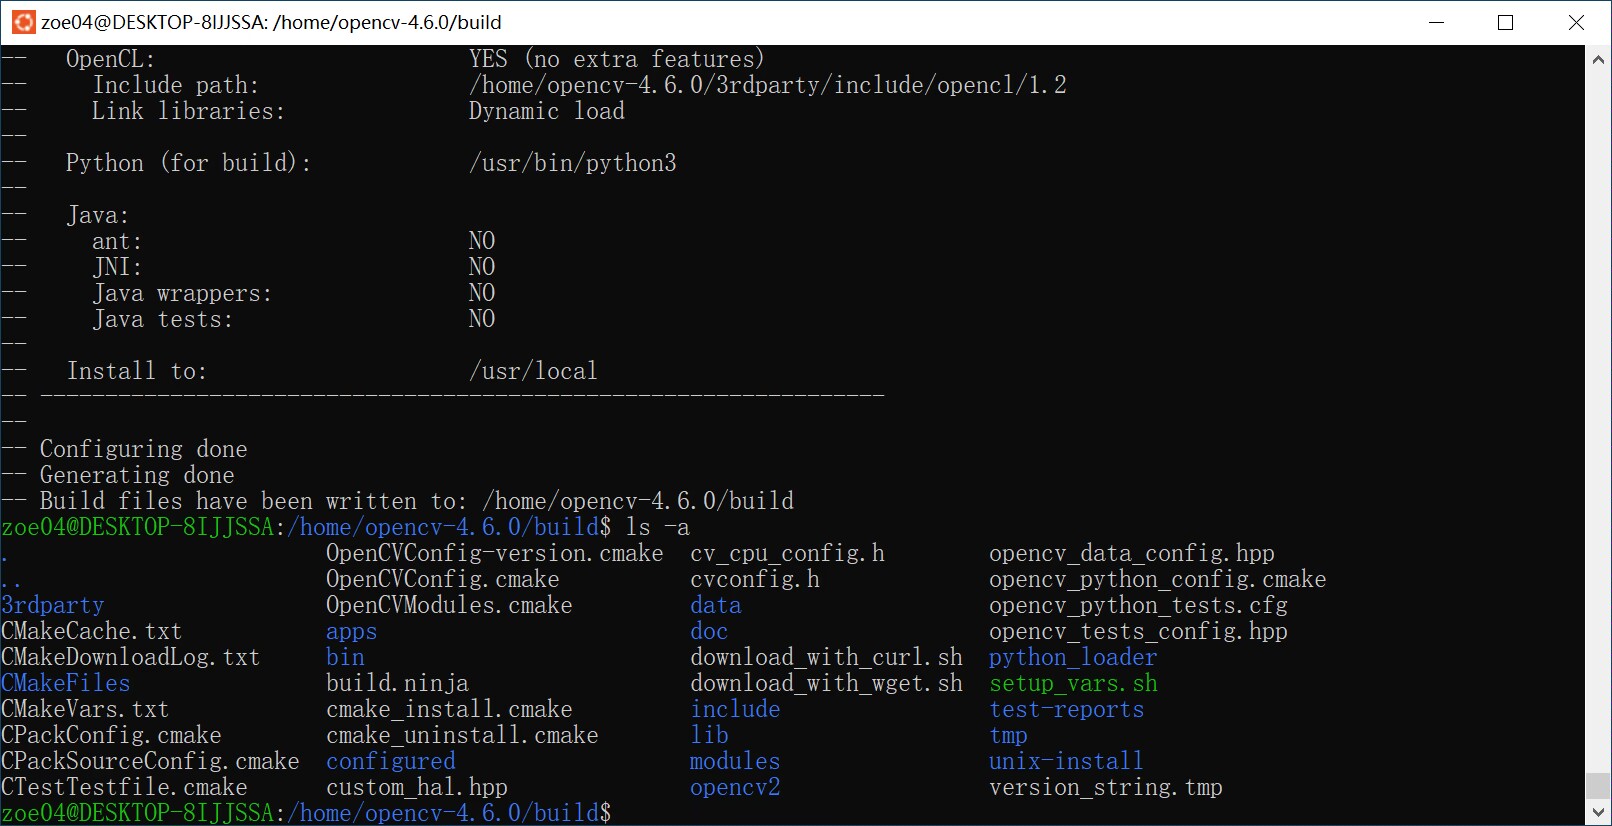 zoe04@DESKTOP-8IJJSSA: /home/opencv-4.6.0/build
--   OpenCL:                        YES (no extra features)
--     Include path:                /home/opencv-4.6.0/3rdparty/include/opencl/1.2
--     Link libraries:              Dynamic load
--
--   Python (for build):            /usr/bin/python3
--
--   Java:
--     ant:                         NO
--     JNI:                         NO
--     Java wrappers:               NO
--     Java tests:                  NO
--
--   Install to:                    /usr/local
-- -----------------------------------------------------------------
--
-- Configuring done
-- Generating done
-- Build files have been written to: /home/opencv-4.6.0/build
zoe04@DESKTOP-8IJJSSA:/home/opencv-4.6.0/build$ ls -a
.                        OpenCVConfig-version.cmake  cv_cpu_config.h        opencv_data_config.hpp
..                       OpenCVConfig.cmake          cvconfig.h             opencv_python_config.cmake
3rdparty                 OpenCVModules.cmake         data                   opencv_python_tests.cfg
CMakeCache.txt           apps                        doc                    opencv_tests_config.hpp
CMakeDownloadLog.txt     bin                         download_with_curl.sh  python_loader
CMakeFiles               build.ninja                 download_with_wget.sh  setup_vars.sh
CMakeVars.txt            cmake_install.cmake         include                test-reports
CPackConfig.cmake        cmake_uninstall.cmake       lib                    tmp
CPackSourceConfig.cmake  configured                  modules                unix-install
CTestTestfile.cmake      custom_hal.hpp              opencv2                version_string.tmp
zoe04@DESKTOP-8IJJSSA:/home/opencv-4.6.0/build$